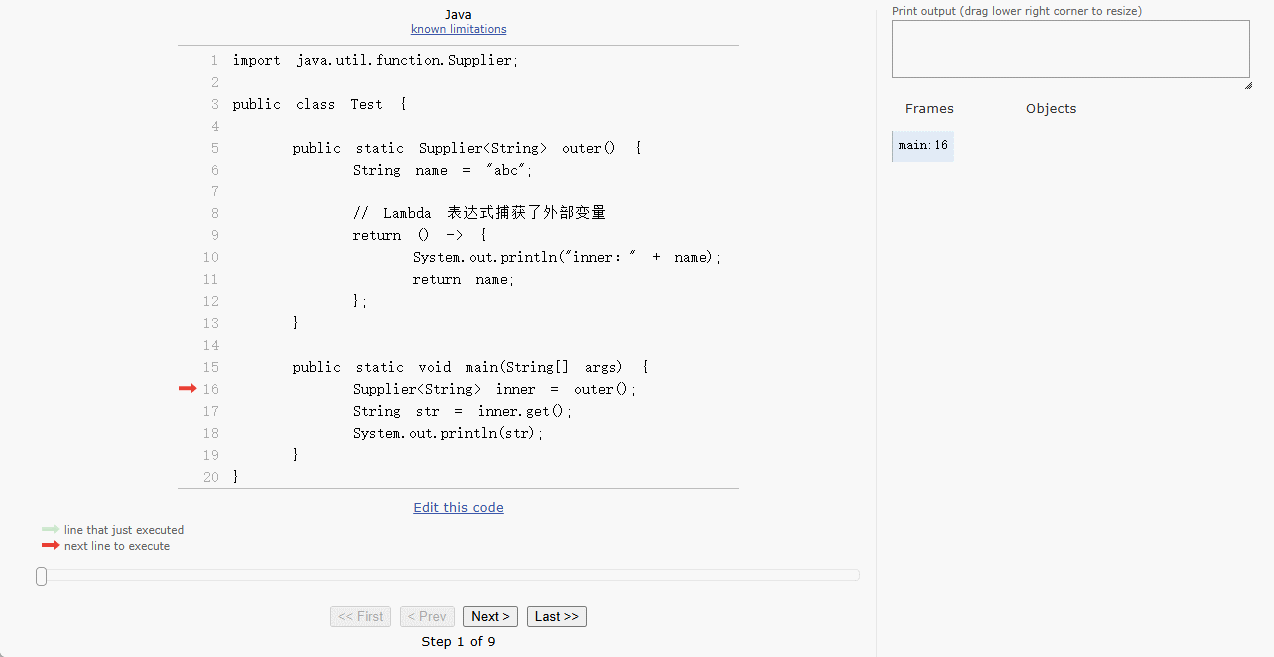 Java
known limitations
1 import java.util.function.Supplier;
2
3 public class Test {
4
5 public static Supplier<String> outer() {
6 String name = "abc";
7
8 // Lambda 表达式捕获了外部变量
9 return () -> {
10 System.out.println("inner: " + name);
11 return name;
12 };
13 }
14
15 public static void main(String[] args) {
16 Supplier<String> inner = outer();
17 String str = inner.get();
18 System.out.println(str);
19 }
20 }
Edit this code
line that just executed
next line to execute
<< First < Prev Next > Last >>
Step 1 of 9
Print output (drag lower right corner to resize)
Frames Objects
main:16